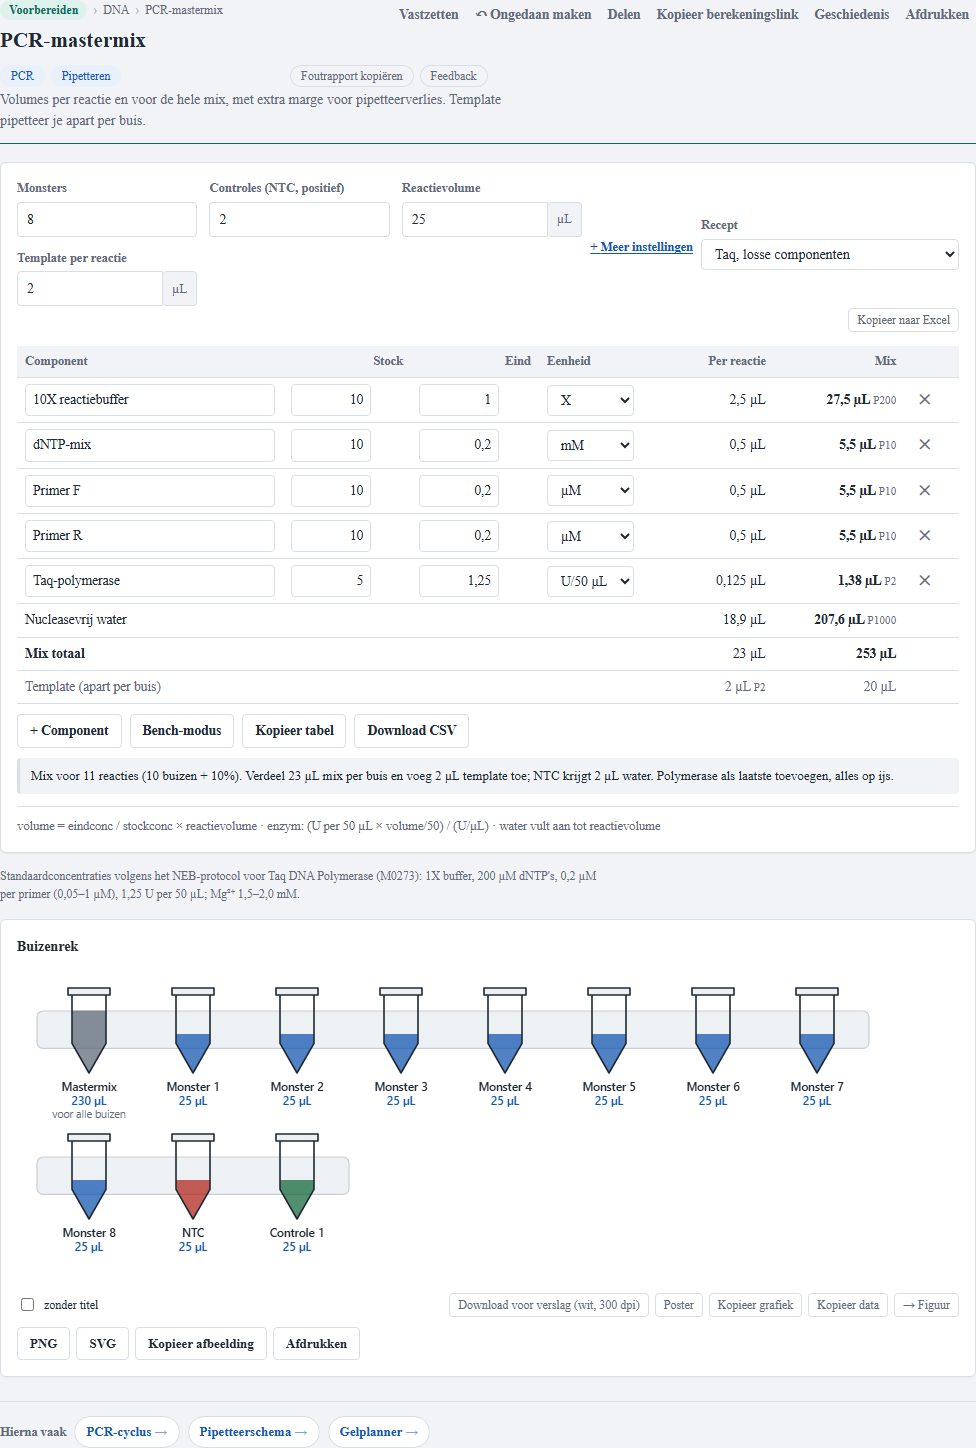 Voorbereiden › DNA › PCR-mastermix
Vastzetten ↶ Ongedaan maken Delen Kopieer berekeningslink Geschiedenis Afdrukken
PCR-mastermix
PCR Pipetteren Foutrapport kopiëren Feedback
Volumes per reactie en voor de hele mix, met extra marge voor pipetteerverlies. Template
pipetteer je apart per buis.
Monsters Controles (NTC, positief) Reactievolume
8 2 25 µL
+ Meer instellingen
Recept
Taq, losse componenten
Template per reactie
2 µL
Kopieer naar Excel
Component Stock Eind Eenheid Per reactie Mix
10X reactiebuffer 10 1 X 2,5 µL 27,5 µL P200 ✕
dNTP-mix 10 0,2 mM 0,5 µL 5,5 µL P10 ✕
Primer F 10 0,2 µM 0,5 µL 5,5 µL P10 ✕
Primer R 10 0,2 µM 0,5 µL 5,5 µL P10 ✕
Taq-polymerase 5 1,25 U/50 µL 0,125 µL 1,38 µL P2 ✕
Nucleasevrij water 18,9 µL 207,6 µL P1000
Mix totaal 23 µL 253 µL
Template (apart per buis) 2 µL P2 20 µL
+ Component Bench-modus Kopieer tabel Download CSV
Mix voor 11 reacties (10 buizen + 10%). Verdeel 23 µL mix per buis en voeg 2 µL template toe; NTC krijgt 2 µL water. Polymerase als laatste toevoegen, alles op ijs.
volume = eindconc / stockconc × reactievolume · enzym: (U per 50 µL × volume/50) / (U/µL) · water vult aan tot reactievolume
Standaardconcentraties volgens het NEB-protocol voor Taq DNA Polymerase (M0273): 1X buffer, 200 µM dNTP's, 0,2 µM
per primer (0,05–1 µM), 1,25 U per 50 µL; Mg²⁺ 1,5–2,0 mM.
Buizenrek
Mastermix Monster 1 Monster 2 Monster 3 Monster 4 Monster 5 Monster 6 Monster 7
230 µL 25 µL 25 µL 25 µL 25 µL 25 µL 25 µL 25 µL
voor alle buizen
Monster 8 NTC Controle 1
25 µL 25 µL 25 µL
zonder titel Download voor verslag (wit, 300 dpi) Poster Kopieer grafiek Kopieer data → Figuur
PNG SVG Kopieer afbeelding Afdrukken
Hierna vaak PCR-cyclus → Pipetteerschema → Gelplanner →